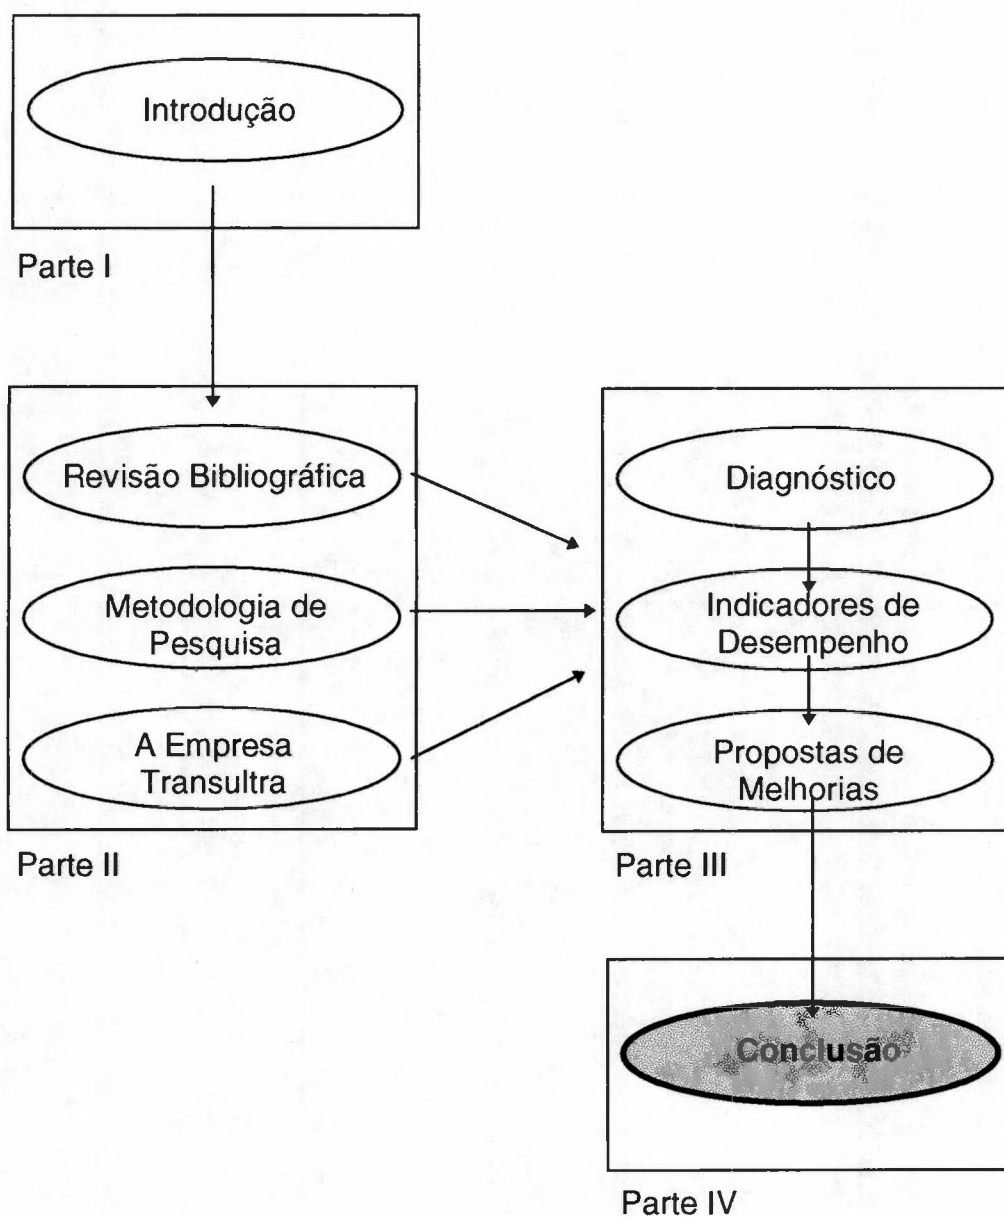 Introdução
Parte I
Revisão Bibliográfica
Metodologia de
Pesquisa
A Empresa
Transultra
Parte II
Diagnóstico
Indicadores de
Desempenho
Propostas de
Melhorias
Parte III
Conclusão
Parte IV